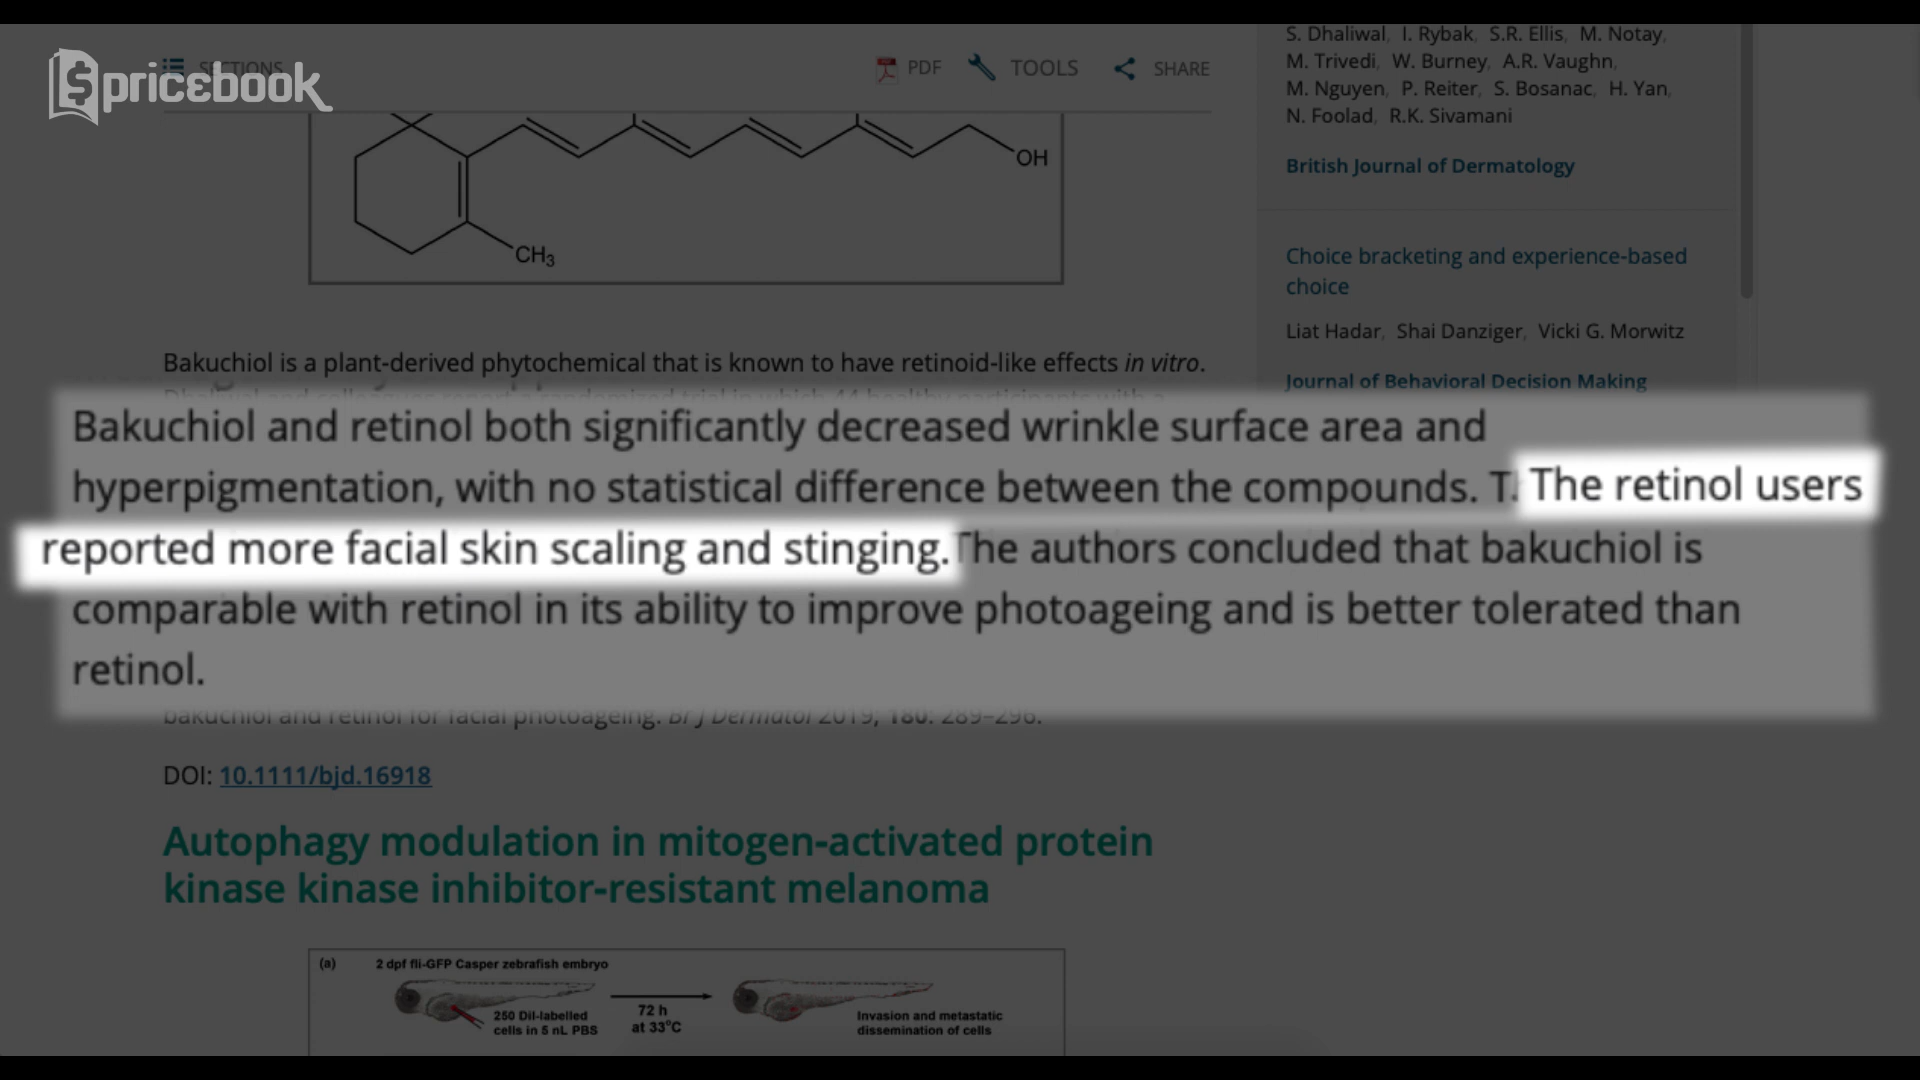 pricebook
SECTIONS
PDF
TOOLS
SHARE
OH
CH3
Bakuchiol is a plant-derived phytochemical that is known to have retinoid-like effects in vitro.
Bakuchiol and retinol both significantly decreased wrinkle surface area and
hyperpigmentation, with no statistical difference between the compounds. T. The retinol users
reported more facial skin scaling and stinging. The authors concluded that bakuchiol is
comparable with retinol in its ability to improve photoageing and is better tolerated than
retinol.
bakuchiol and retinol for facial photoageing. Br J Dermatol 2019; 180: 289–296.
DOI: 10.1111/bjd.16918
Autophagy modulation in mitogen-activated protein
kinase kinase inhibitor-resistant melanoma
(a)
2 dpf fli-GFP Casper zebrafish embryo
250 Dil-labelled
cells in 5 nL PBS
72 h
at 33°C
Invasion and metastatic
dissemination of cells
S. Dhaliwal, I. Rybak, S.R. Ellis, M. Notay,
M. Trivedi, W. Burney, A.R. Vaughn,
M. Nguyen, P. Reiter, S. Bosanac, H. Yan,
N. Foolad, R.K. Sivamani
British Journal of Dermatology
Choice bracketing and experience-based
choice
Liat Hadar, Shai Danziger, Vicki G. Morwitz
Journal of Behavioral Decision Making